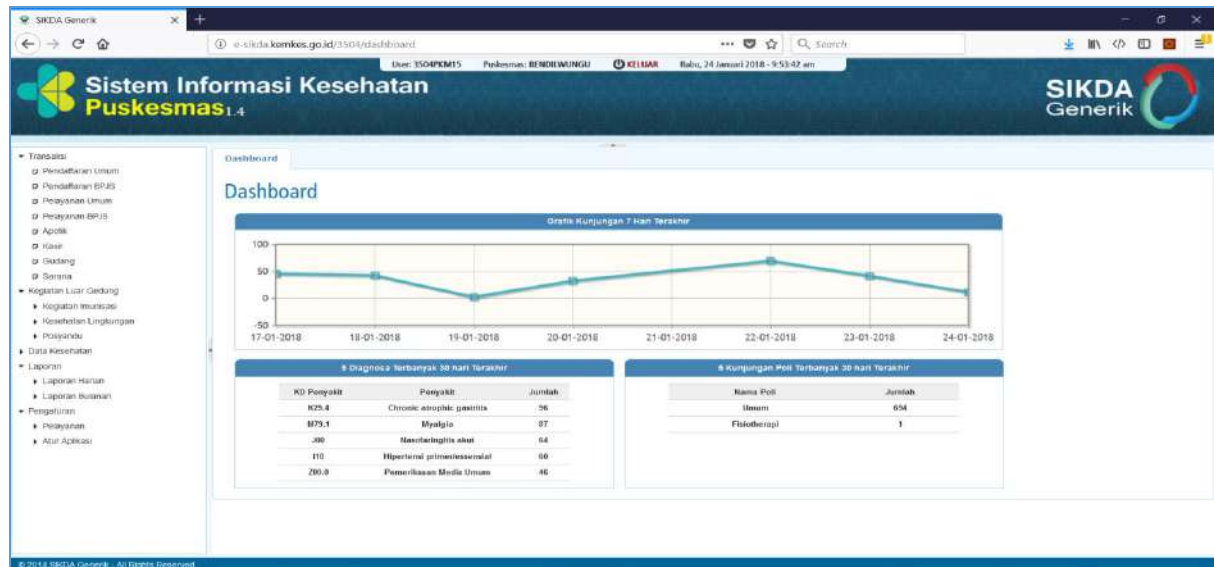 SIKDA Generik
e-sikda.kemkes.go.id/3504/dashboard
Search
User: 3504PKM15 Puskesmas: BENDILWUNGU KELUAR Rabu, 24 Januari 2018 - 9:53:42 am
Sistem Informasi Kesehatan
Puskesmas1.4
SIKDA
Generik
Transaksi
Pendaftaran Umum
Pendaftaran BPJS
Pelayanan Umum
Pelayanan BPJS
Apotik
Kasir
Gudang
Sarana
Kegiatan Luar Gedung
Kegiatan Imunisasi
Kesehatan Lingkungan
Posyandu
Data Kesehatan
Laporan
Laporan Harian
Laporan Bulanan
Pengaturan
Pelayanan
Atur Aplikasi
Dashboard
Dashboard
Grafik Kunjungan 7 Hari Terakhir
100
50
0
-50
17-01-2018 18-01-2018 19-01-2018 20-01-2018 21-01-2018 22-01-2018 23-01-2018 24-01-2018
5 Diagnosa Terbanyak 30 hari Terakhir
KD Penyakit Penyakit Jumlah
K29.4 Chronic atrophic gastritis 96
M79.1 Myalgia 87
J00 Nasofaringitis akut 64
I10 Hipertensi primer/essensial 60
Z00.0 Pemeriksaan Medis Umum 46
5 Kunjungan Poli Terbanyak 30 hari Terakhir
Nama Poli Jumlah
Umum 694
Fisiotherapi 1
© 2014 SIKDA Generik - All Rights Reserved